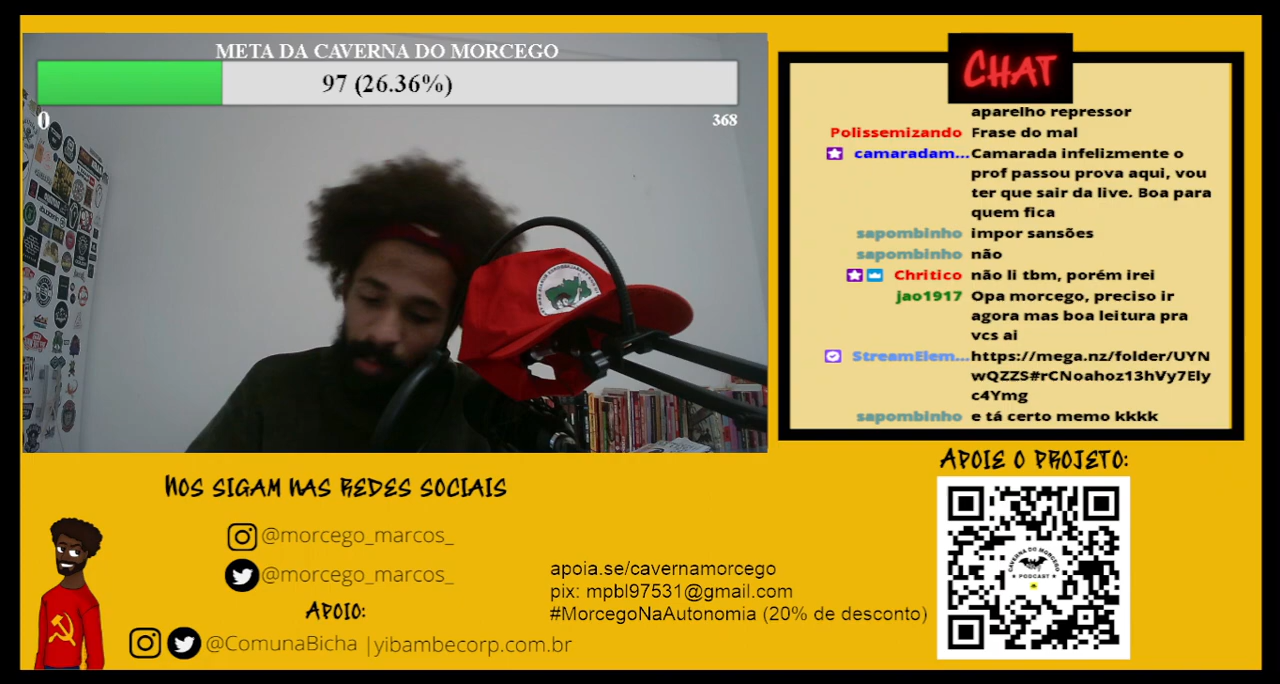 META DA CAVERNA DO MORCEGO
97 (26.36%)
0
368
CHAT
aparelho repressor
Polissemizando Frase do mal
camaradam... Camarada infelizmente o
prof passou prova aqui, vou
ter que sair da live. Boa para
quem fica
sapombinho impor sansões
sapombinho não
Chritico não li tbm, porém irei
jao1917 Opa morcego, preciso ir
agora mas boa leitura pra
vcs ai
StreamElem... https://mega.nz/folder/UYN
wQZZS#rCNoahoz13hVy7Ely
c4Ymg
sapombinho e tá certo memo kkkk
NOS SIGAM NAS REDES SOCIAIS
@morcego_marcos_
@morcego_marcos_
APOIO:
@ComunaBicha |yibambecorp.com.br
apoia.se/cavernamorcego
pix: mpbl97531@gmail.com
#MorcegoNaAutonomia (20% de desconto)
APOIE O PROJETO:
CAVERNA DO MORCEGO
PODCAST